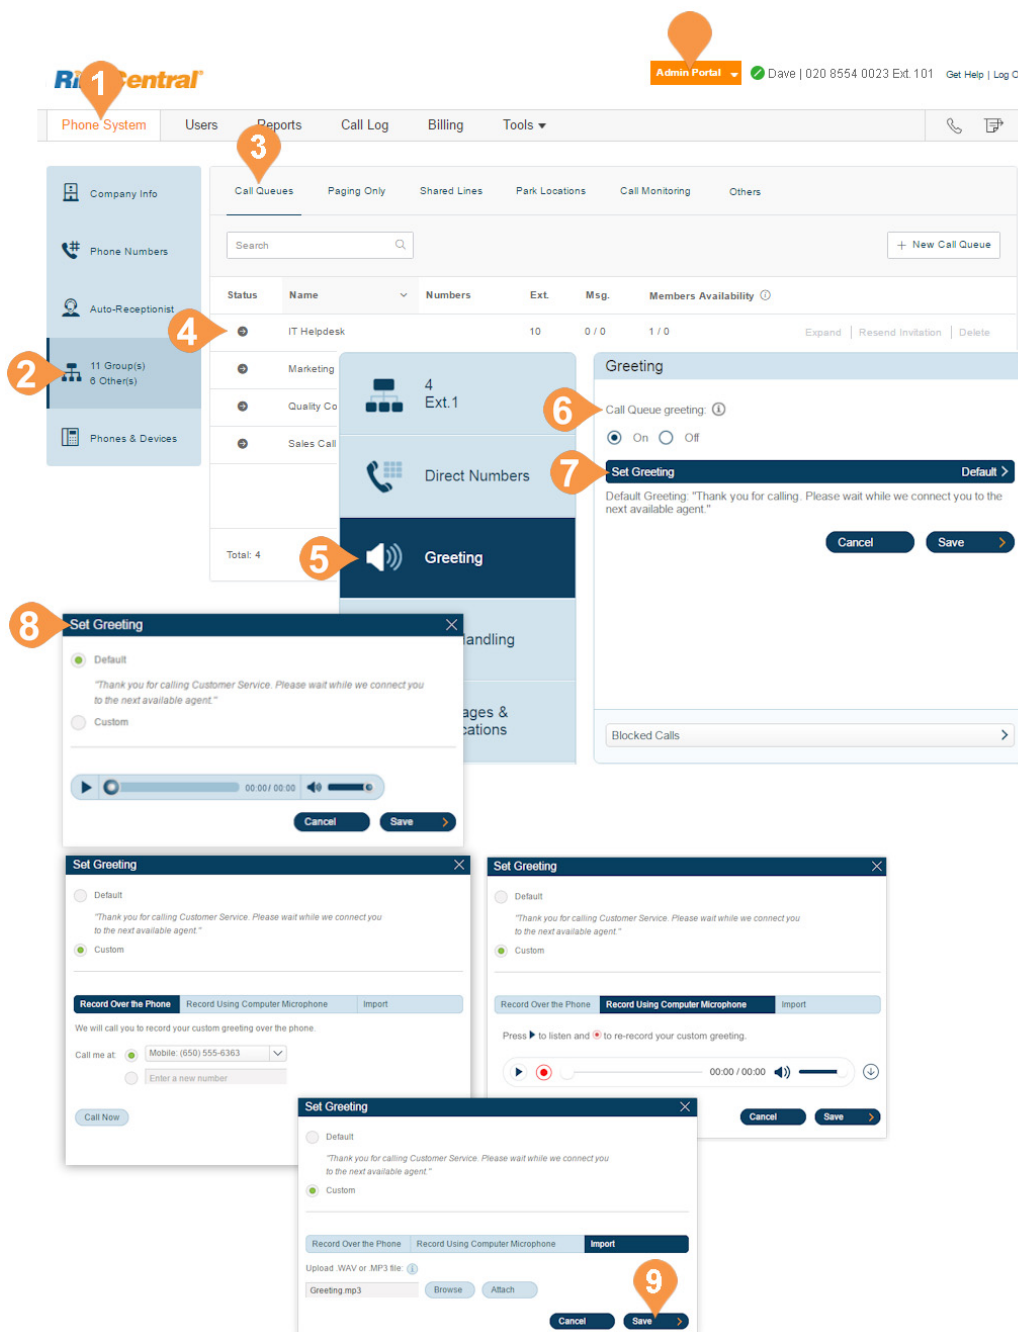 Admin Portal
Dave | 020 8554 0023 Ext. 101 Get Help | Log O
1
Phone System Users Reports Call Log Billing Tools
3
Call Queues Paging Only Shared Lines Park Locations Call Monitoring Others
Company Info
Phone Numbers
Auto-Receptionist
2
11 Group(s)
6 Other(s)
Phones & Devices
Search
+ New Call Queue
Status Name Numbers Ext. Msg. Members Availability
4
IT Helpdesk 10 0 / 0 1 / 0 Expand | Resend Invitation | Delete
Marketing
Quality Co
Sales Call
Total: 4
4
Ext.1
Direct Numbers
5
Greeting
landling
ages &
cations
Greeting
6
Call Queue greeting:
On Off
7
Set Greeting Default >
Default Greeting: "Thank you for calling. Please wait while we connect you to the
next available agent."
Cancel Save >
Blocked Calls >
8
Set Greeting
Default
"Thank you for calling Customer Service. Please wait while we connect you
to the next available agent."
Custom
00:00 / 00:00
Cancel Save >
Set Greeting
Default
"Thank you for calling Customer Service. Please wait while we connect you
to the next available agent."
Custom
Record Over the Phone Record Using Computer Microphone Import
We will call you to record your custom greeting over the phone.
Call me at: Mobile: (650) 555-6363
Enter a new number
Call Now
Set Greeting
Default
"Thank you for calling Customer Service. Please wait while we connect you
to the next available agent."
Custom
Record Over the Phone Record Using Computer Microphone Import
Press to listen and to re-record your custom greeting.
00:00 / 00:00
Cancel Save >
Set Greeting
Default
"Thank you for calling Customer Service. Please wait while we connect you
to the next available agent."
Custom
Record Over the Phone Record Using Computer Microphone Import
Upload .WAV or .MP3 file:
Greeting.mp3 Browse Attach
9
Cancel Save >